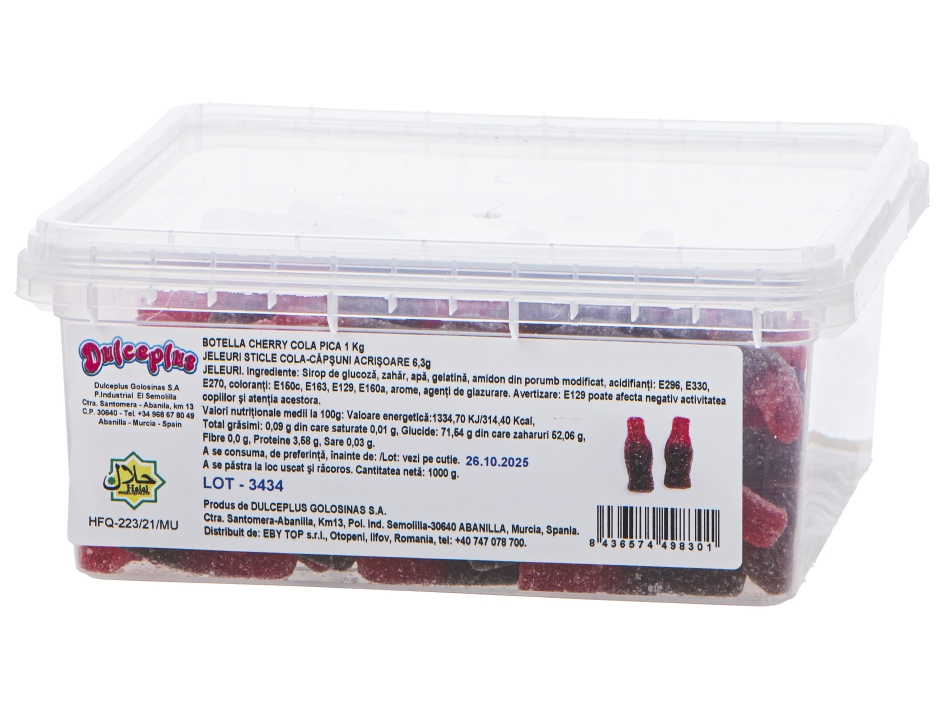 Dulceplus
Dulceplus Golosinas S.A
P.Industrial El Semolilla
Ctra. Santomera - Abanila, km 13
C.P. 30640 - Tel. +34 968 67 80 49
Abanilla - Murcia - Spain
حلال
Halal
HFQ-223/21/MU
BOTELLA CHERRY COLA PICA 1 Kg
JELEURI STICLE COLA-CĂPȘUNI ACRIȘOARE 6,3g
JELEURI. Ingrediente: Sirop de glucoză, zahăr, apă, gelatină, amidon din porumb modificat, acidifianți: E296, E330,
E270, coloranți: E150c, E163, E129, E160a, arome, agenți de glazurare. Avertizare: E129 poate afecta negativ activitatea
copiilor și atenția acestora.
Valori nutriționale medii la 100g: Valoare energetică:1334,70 KJ/314,40 Kcal,
Total grăsimi: 0,09 g din care saturate 0,01 g, Glucide: 71,54 g din care zaharuri 52,06 g,
Fibre 0,0 g, Proteine 3,58 g, Sare 0,03 g.
A se consuma, de preferință, înainte de: /Lot: vezi pe cutie. 26.10.2025
A se păstra la loc uscat și răcoros. Cantitatea netă: 1000 g.
LOT - 3434
Produs de DULCEPLUS GOLOSINAS S.A.
Ctra. Santomera-Abanilla, Km13, Pol. Ind. Semolilla-30640 ABANILLA, Murcia, Spania.
Distribuit de: EBY TOP s.r.l., Otopeni, Ilfov, Romania, tel: +40 747 078 700.
8 436574 498301